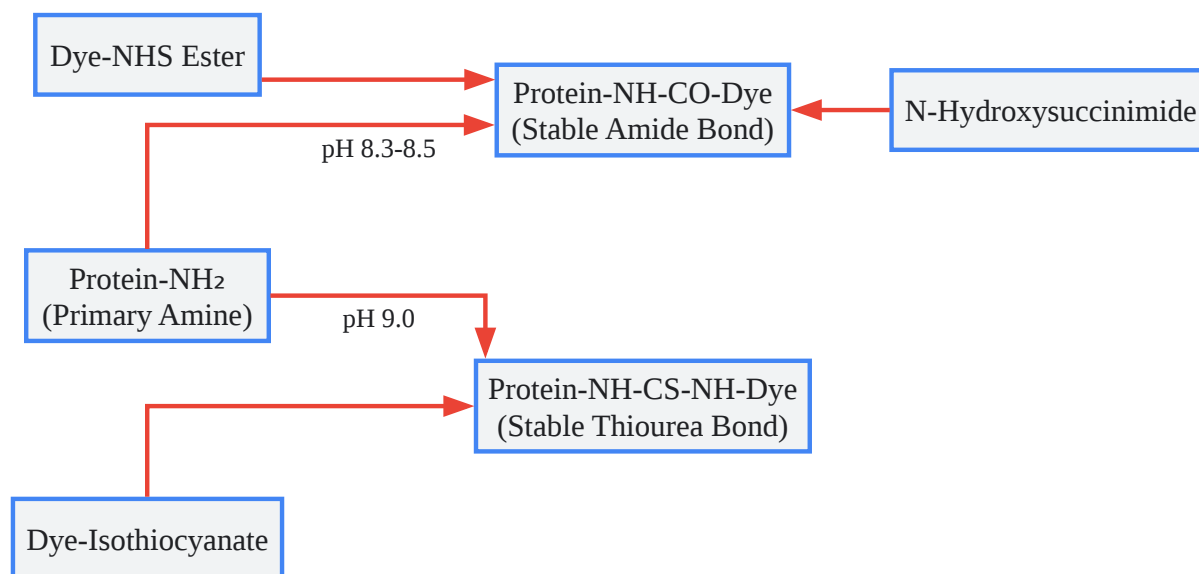 Dye-NHS Ester
Protein-NH-CO-Dye
(Stable Amide Bond)
N-Hydroxysuccinimide
pH 8.3-8.5
Protein-NH₂
(Primary Amine)
pH 9.0
Protein-NH-CS-NH-Dye
(Stable Thiourea Bond)
Dye-Isothiocyanate